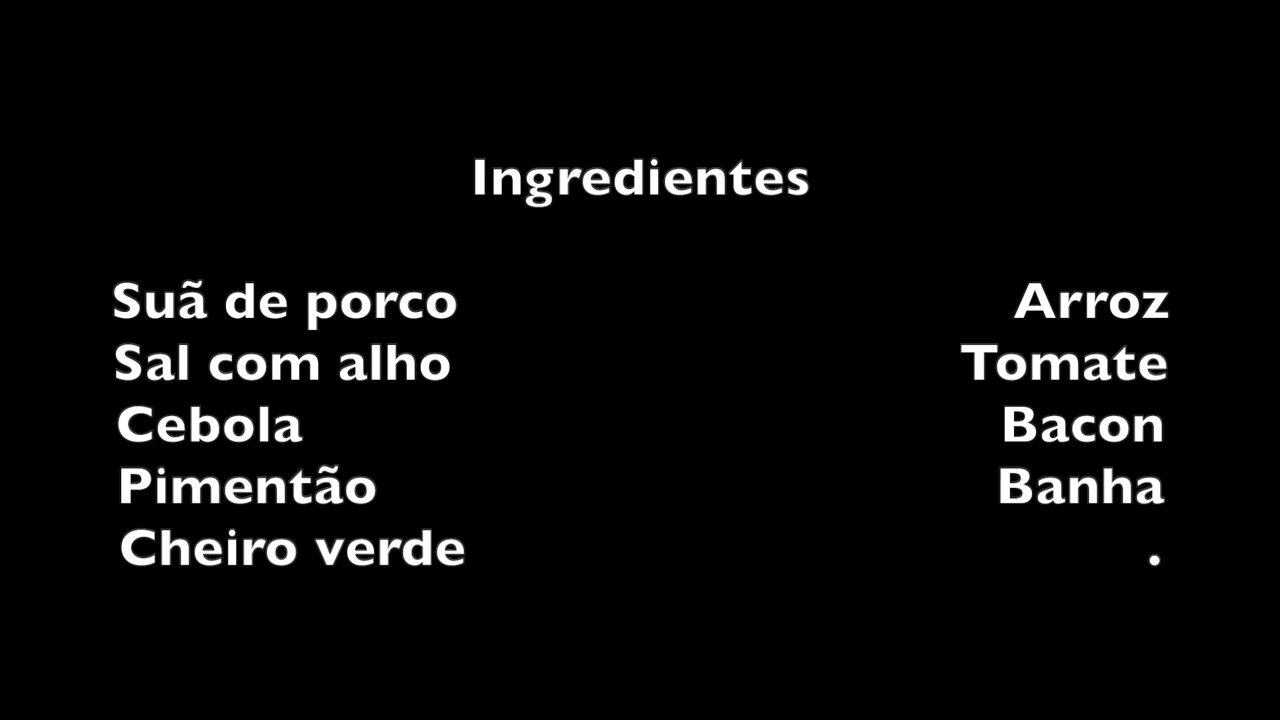 Ingredientes
Suã de porco Arroz
Sal com alho Tomate
Cebola Bacon
Pimentão Banha
Cheiro verde .